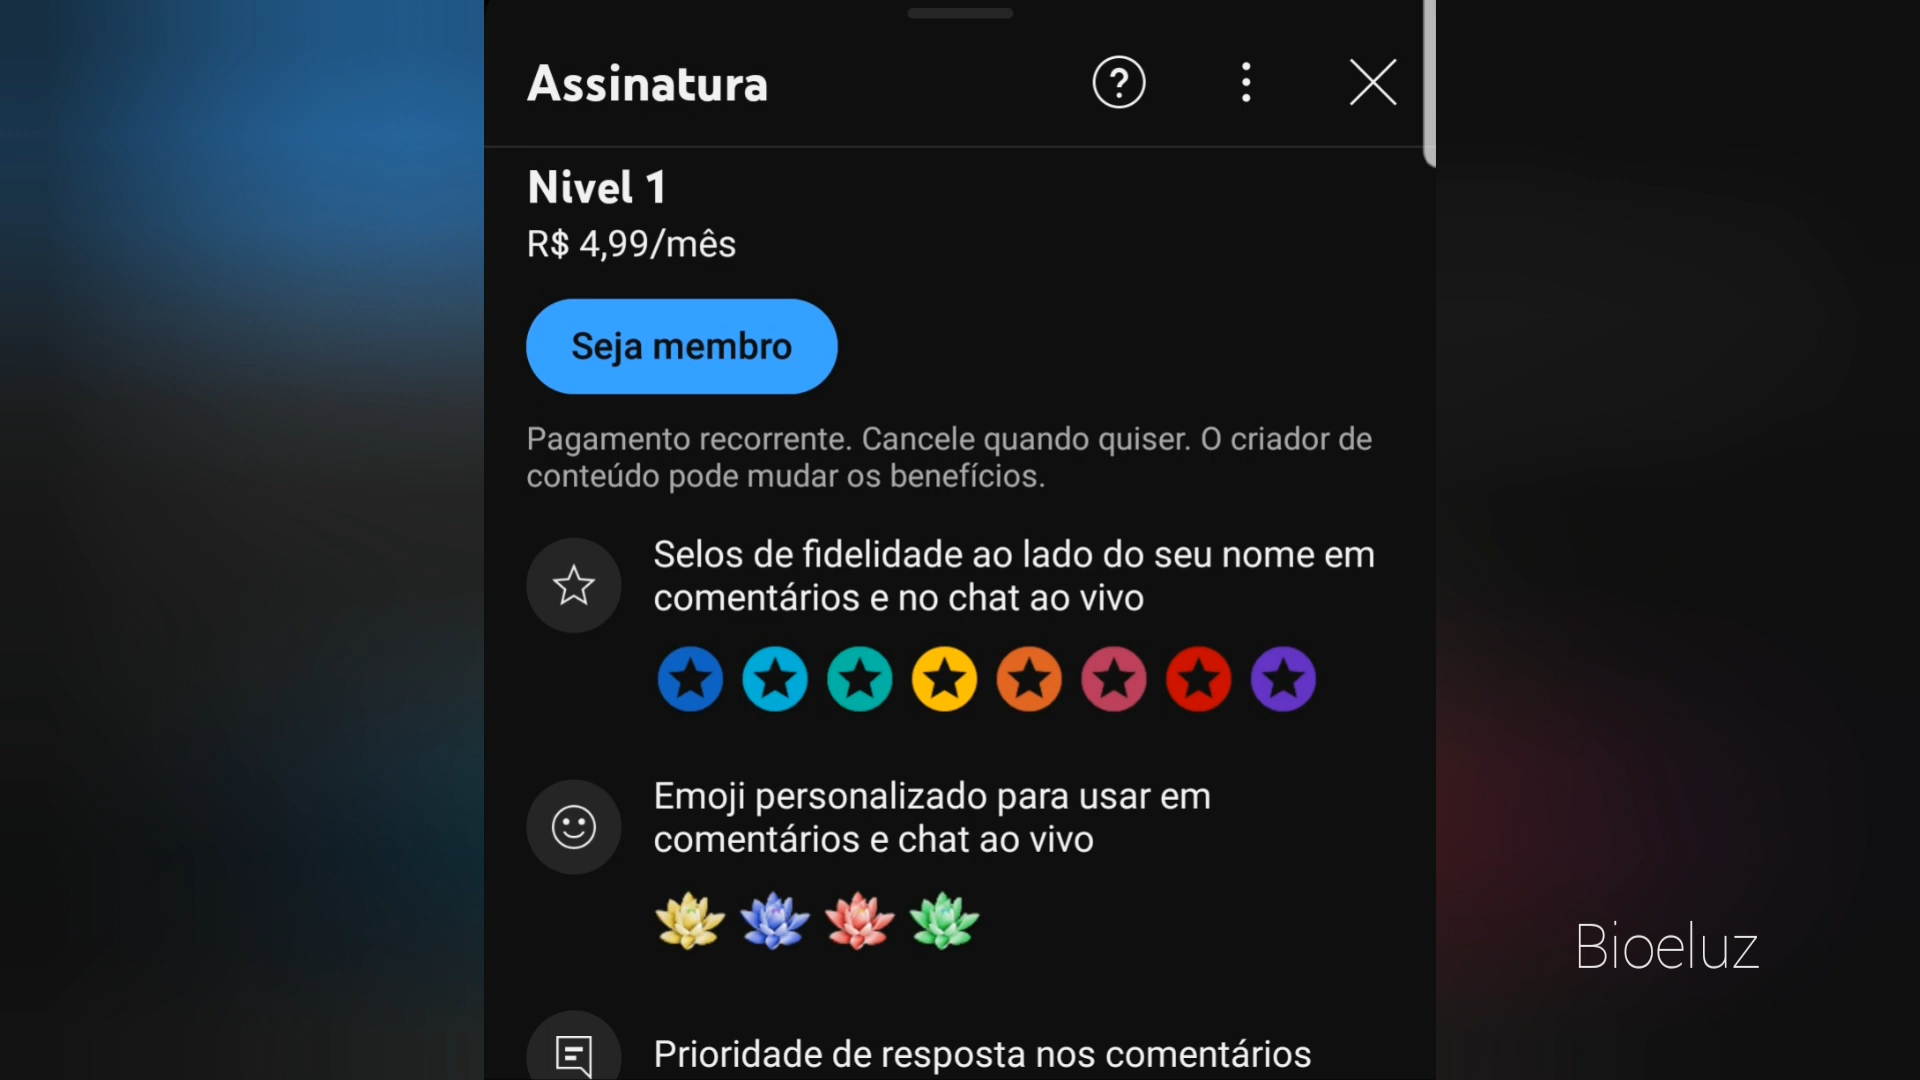 Assinatura
Nivel 1
R$ 4,99/mês
Seja membro
Pagamento recorrente. Cancele quando quiser. O criador de
conteúdo pode mudar os benefícios.
Selos de fidelidade ao lado do seu nome em
comentários e no chat ao vivo
Emoji personalizado para usar em
comentários e chat ao vivo
Prioridade de resposta nos comentários
Bioeluz